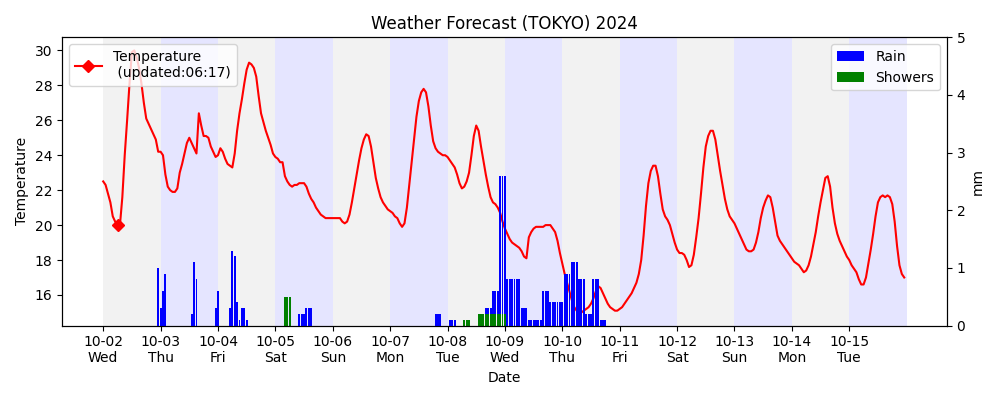 Weather Forecast (TOKYO) 2024
Temperature
(updated:06:17)
Rain
Showers
30
28
26
24
22
20
18
16
Temperature
5
4
3
2
1
0
mm
10-02 10-03 10-04 10-05 10-06 10-07 10-08 10-09 10-10 10-11 10-12 10-13 10-14 10-15
Wed Thu Fri Sat Sun Mon Tue Wed Thu Fri Sat Sun Mon Tue
Date